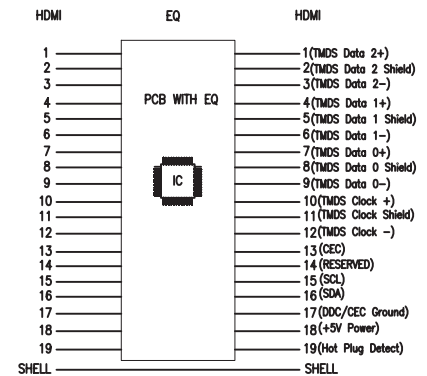 HDMI EQ HDMI
1 1(TMDS Data 2+)
2 2(TMDS Data 2 Shield)
3 3(TMDS Data 2−)
PCB WITH EQ
4 4(TMDS Data 1+)
5 5(TMDS Data 1 Shield)
6 6(TMDS Data 1−)
7 7(TMDS Data 0+)
8 8(TMDS Data 0 Shield)
IC
9 9(TMDS Data 0−)
10 10(TMDS Clock +)
11 11(TMDS Clock Shield)
12 12(TMDS Clock −)
13 13(CEC)
14 14(RESERVED)
15 15(SCL)
16 16(SDA)
17 17(DDC/CEC Ground)
18 18(+5V Power)
19 19(Hot Plug Detect)
SHELL SHELL